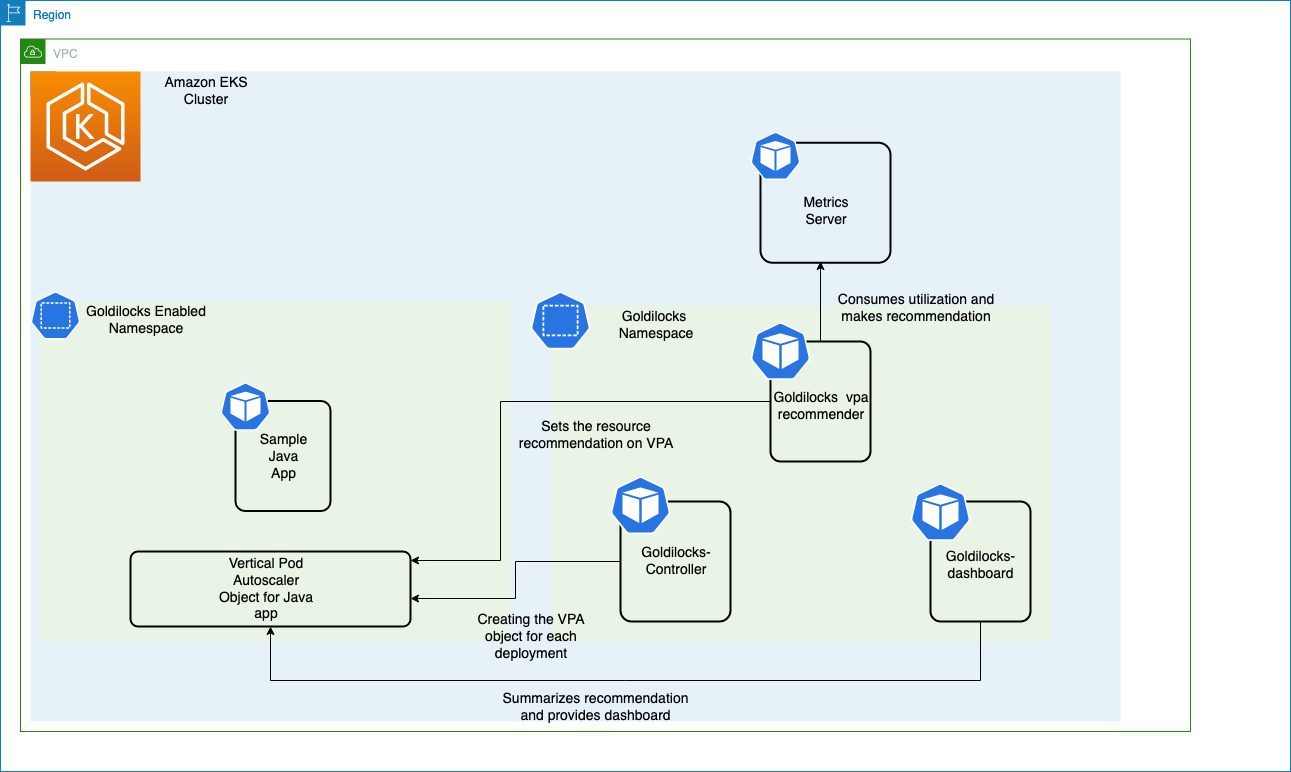 Region
VPC
Amazon EKS
Cluster
K
Metrics
Server
Consumes utilization and
makes recommendation
Goldilocks Enabled
Namespace
Goldilocks
Namespace
Goldilocks vpa
recommender
Sets the resource
recommendation on VPA
Sample
Java
App
Goldilocks-
Controller
Goldilocks-
dashboard
Vertical Pod
Autoscaler
Object for Java
app
Creating the VPA
object for each
deployment
Summarizes recommendation
and provides dashboard